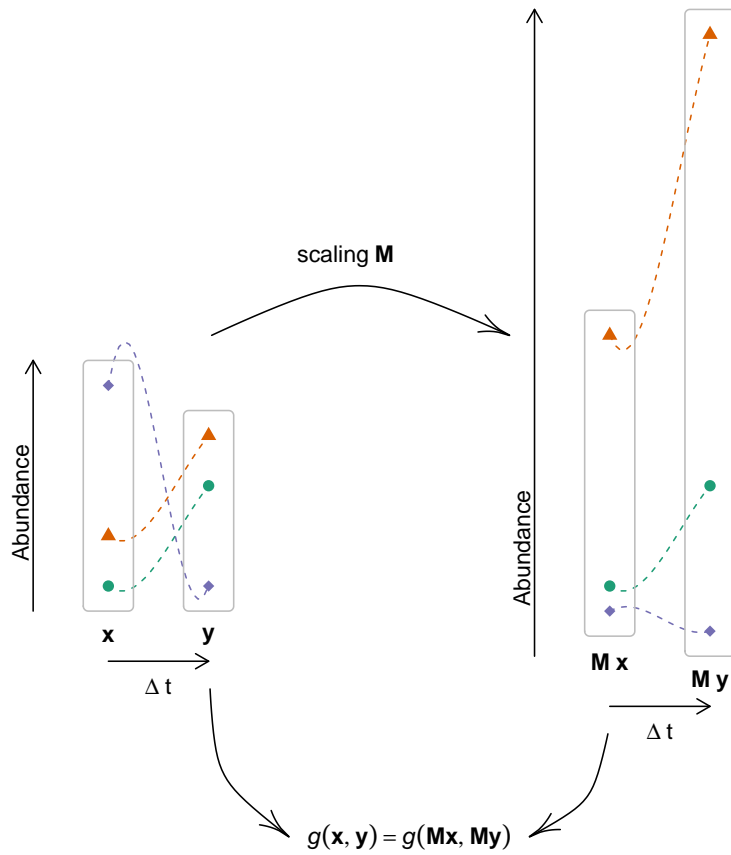 scaling M
Abundance
x
y
Δ t
Abundance
M x
M y
Δ t
g(x, y) = g(Mx, My)